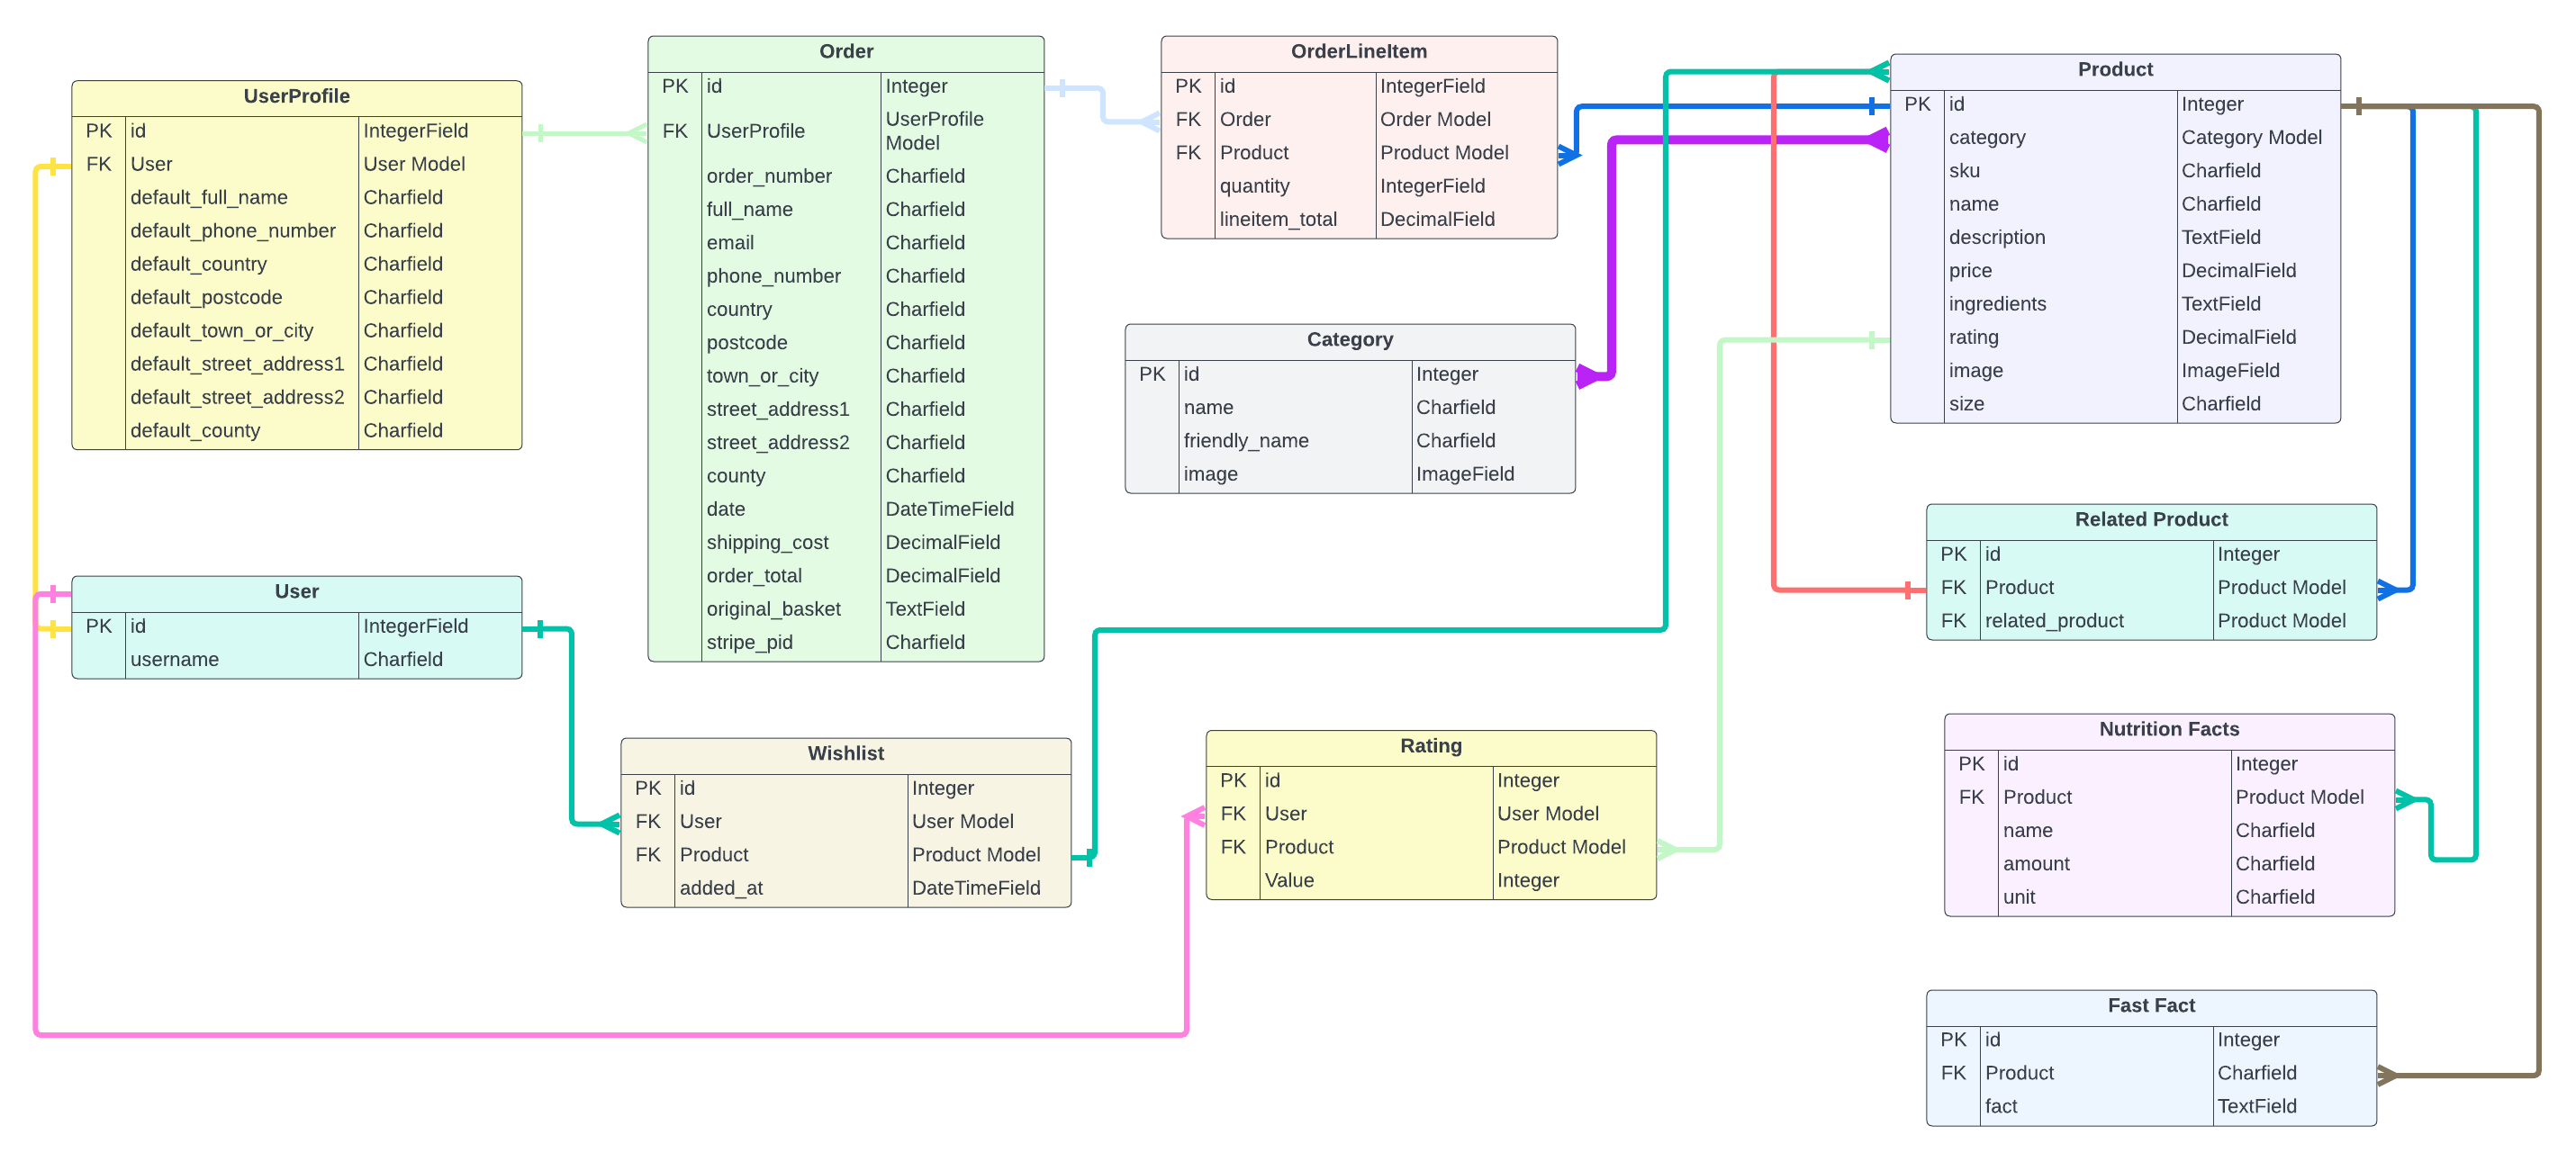 UserProfile
PK id IntegerField
FK User User Model
default_full_name Charfield
default_phone_number Charfield
default_country Charfield
default_postcode Charfield
default_town_or_city Charfield
default_street_address1 Charfield
default_street_address2 Charfield
default_county Charfield
User
PK id IntegerField
username Charfield
Order
PK id Integer
FK UserProfile UserProfile
Model
order_number Charfield
full_name Charfield
email Charfield
phone_number Charfield
country Charfield
postcode Charfield
town_or_city Charfield
street_address1 Charfield
street_address2 Charfield
county Charfield
date DateTimeField
shipping_cost DecimalField
order_total DecimalField
original_basket TextField
stripe_pid Charfield
Wishlist
PK id Integer
FK User User Model
FK Product Product Model
added_at DateTimeField
OrderLineItem
PK id IntegerField
FK Order Order Model
FK Product Product Model
quantity IntegerField
lineitem_total DecimalField
Category
PK id Integer
name Charfield
friendly_name Charfield
image ImageField
Rating
PK id Integer
FK User User Model
FK Product Product Model
Value Integer
Product
PK id Integer
category Category Model
sku Charfield
name Charfield
description TextField
price DecimalField
ingredients TextField
rating DecimalField
image ImageField
size Charfield
Related Product
PK id Integer
FK Product Product Model
FK related_product Product Model
Nutrition Facts
PK id Integer
FK Product Product Model
name Charfield
amount Charfield
unit Charfield
Fast Fact
PK id Integer
FK Product Charfield
fact TextField